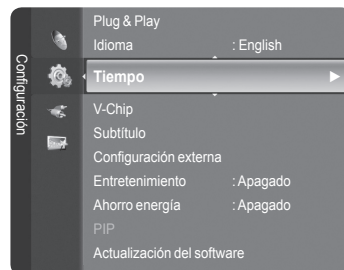 Configuración
Plug & Play
Idioma : English
Tiempo
V-Chip
Subtítulo
Configuración externa
Entretenimiento : Apagado
Ahorro energía : Apagado
PIP
Actualización del software